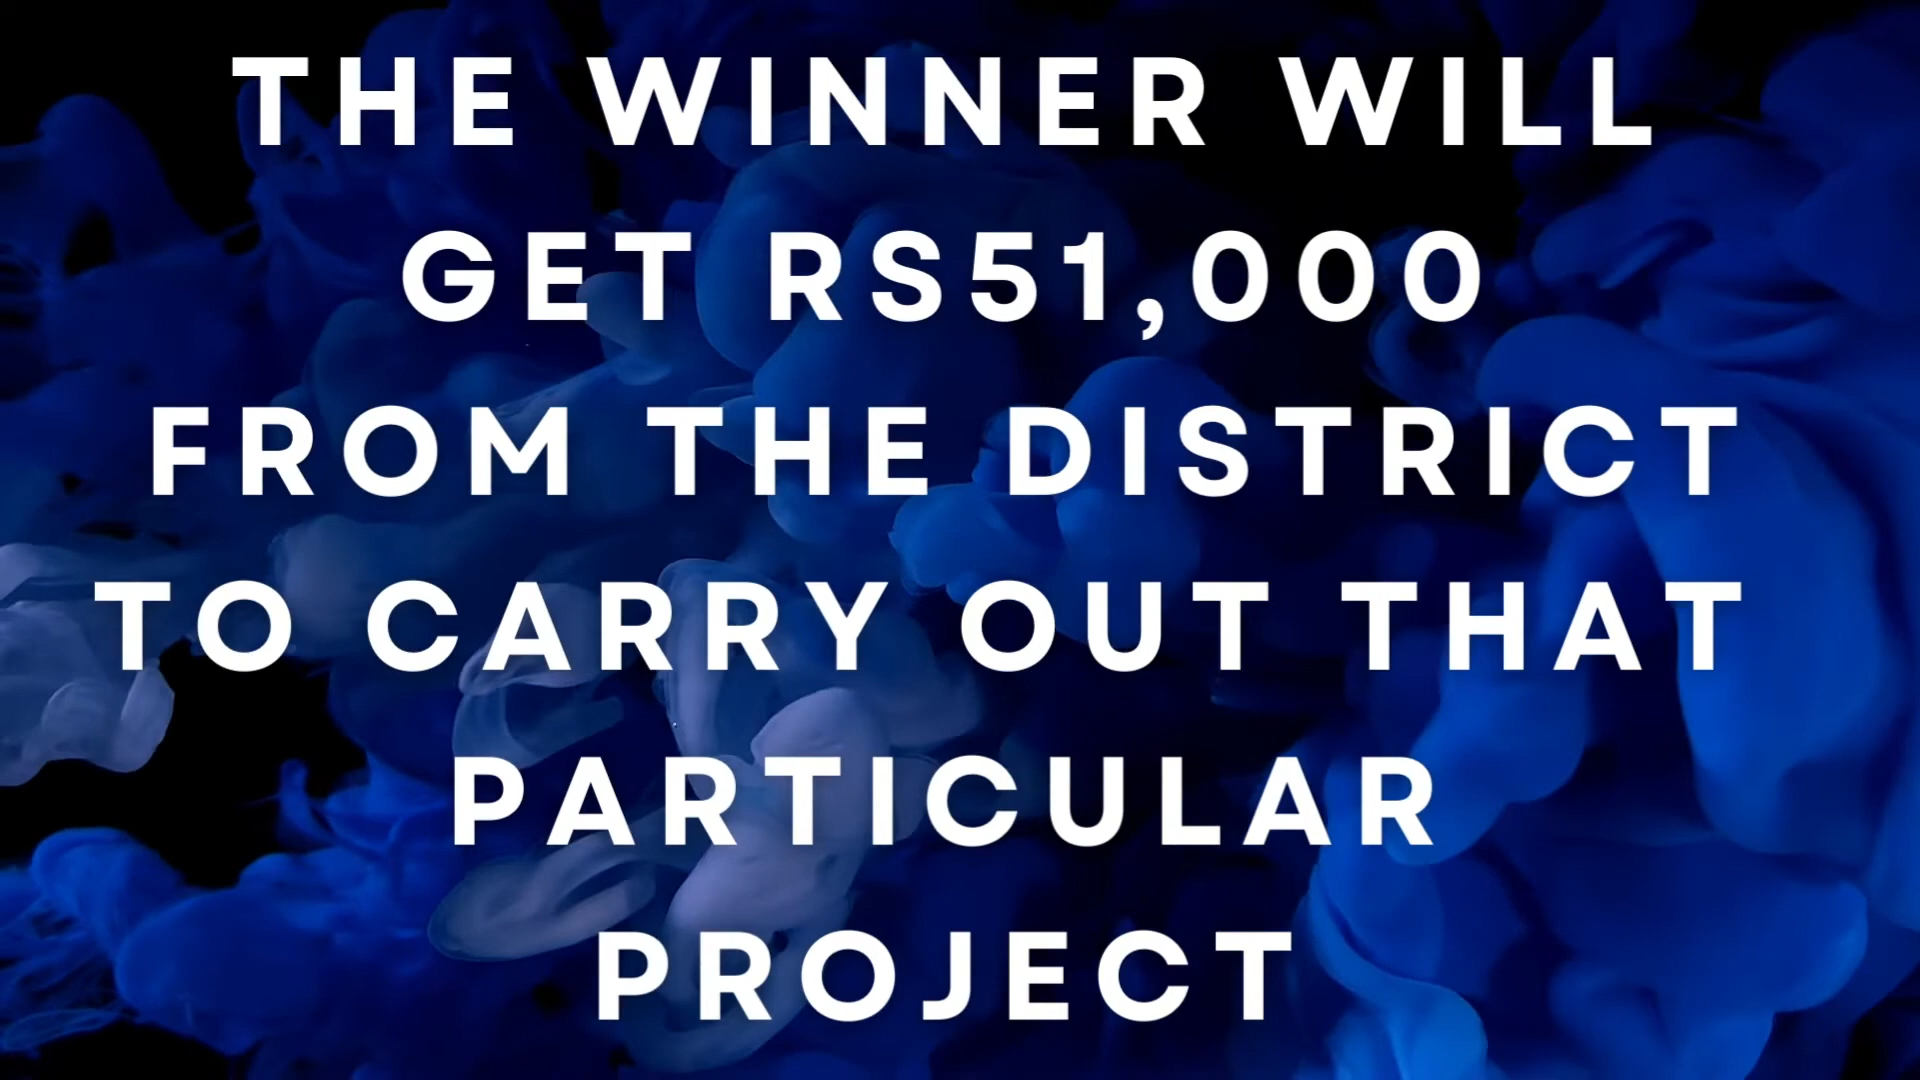 THE WINNER WILL
GET RS51,000
FROM THE DISTRICT
TO CARRY OUT THAT
PARTICULAR
PROJECT